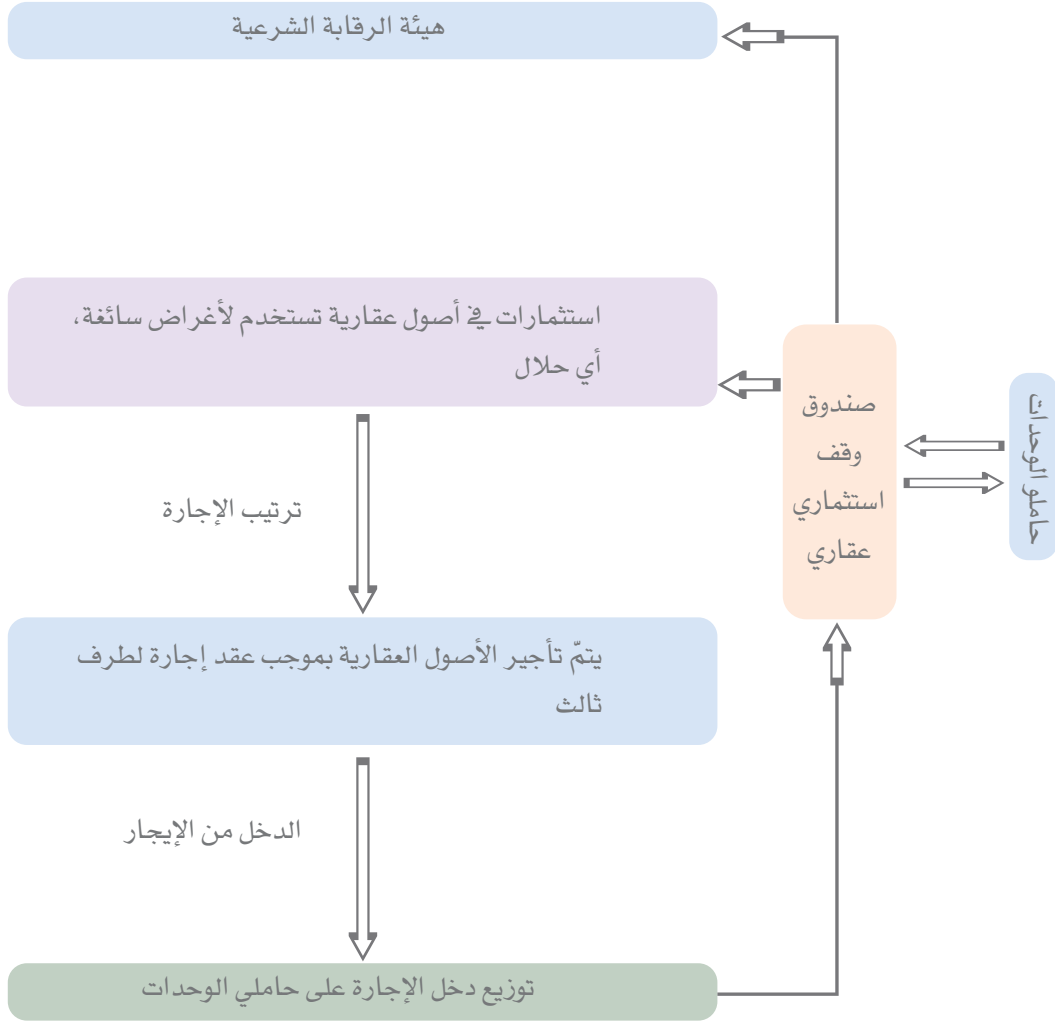 هيئة الرقابة الشرعية
استثمارات في أصول عقارية تستخدم لأغراض سائغة،
أي حلال
صندوق
وقف
استثماري
عقاري
حاملو الوحدات
ترتيب الإجارة
يتمّ تأجير الأصول العقارية بموجب عقد إجارة لطرف
ثالث
الدخل من الإيجار
توزيع دخل الإجارة على حاملي الوحدات